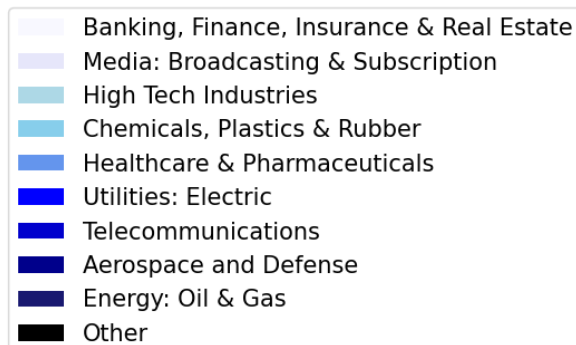 Banking, Finance, Insurance & Real Estate
Media: Broadcasting & Subscription
High Tech Industries
Chemicals, Plastics & Rubber
Healthcare & Pharmaceuticals
Utilities: Electric
Telecommunications
Aerospace and Defense
Energy: Oil & Gas
Other